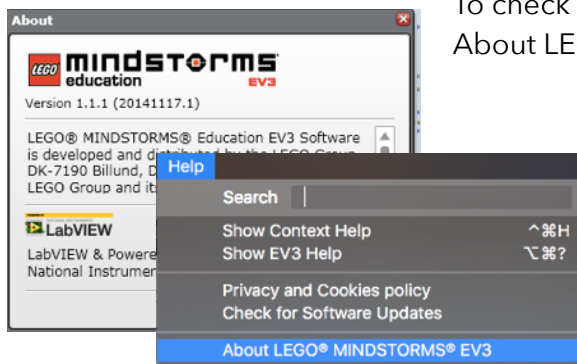 To check
About LE
About
LEGO mindstorms
education EV3
Version 1.1.1 (20141117.1)
LEGO® MINDSTORMS® Education EV3 Software
is developed and distributed by the LEGO Group
DK-7190 Billund, D
LEGO Group and it
LabVIEW
LabVIEW & Powere
National Instrumen
Help
Search
Show Context Help ^⌘H
Show EV3 Help ⌥⌘?
Privacy and Cookies policy
Check for Software Updates
About LEGO® MINDSTORMS® EV3